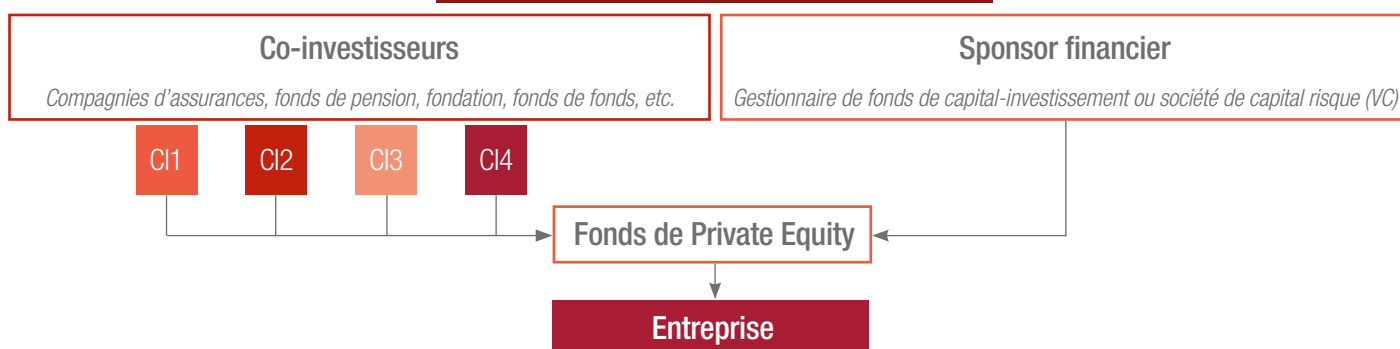 Co-investisseurs
Compagnies d'assurances, fonds de pension, fondation, fonds de fonds, etc.
Sponsor financier
Gestionnaire de fonds de capital-investissement ou société de capital risque (VC)
CI1
CI2
CI3
CI4
Fonds de Private Equity
Entreprise